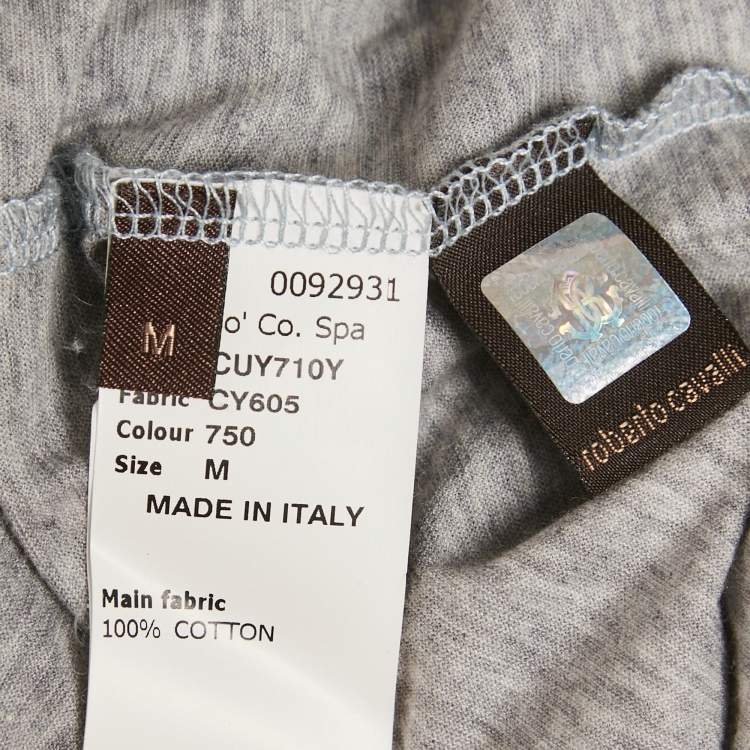 0092931
o' Co. Spa
CUY710Y
M
Fabric CY605
Colour 750
Size M
MADE IN ITALY
Main fabric
100% COTTON
roberto cavalli